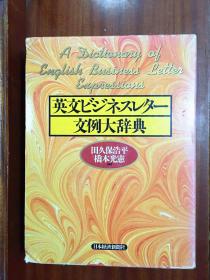 A Dictionary of
English Business Letter
Expressions
英文ビジネスレター
文例大辞典
田久保浩平
橋本光憲
日本経済新聞社